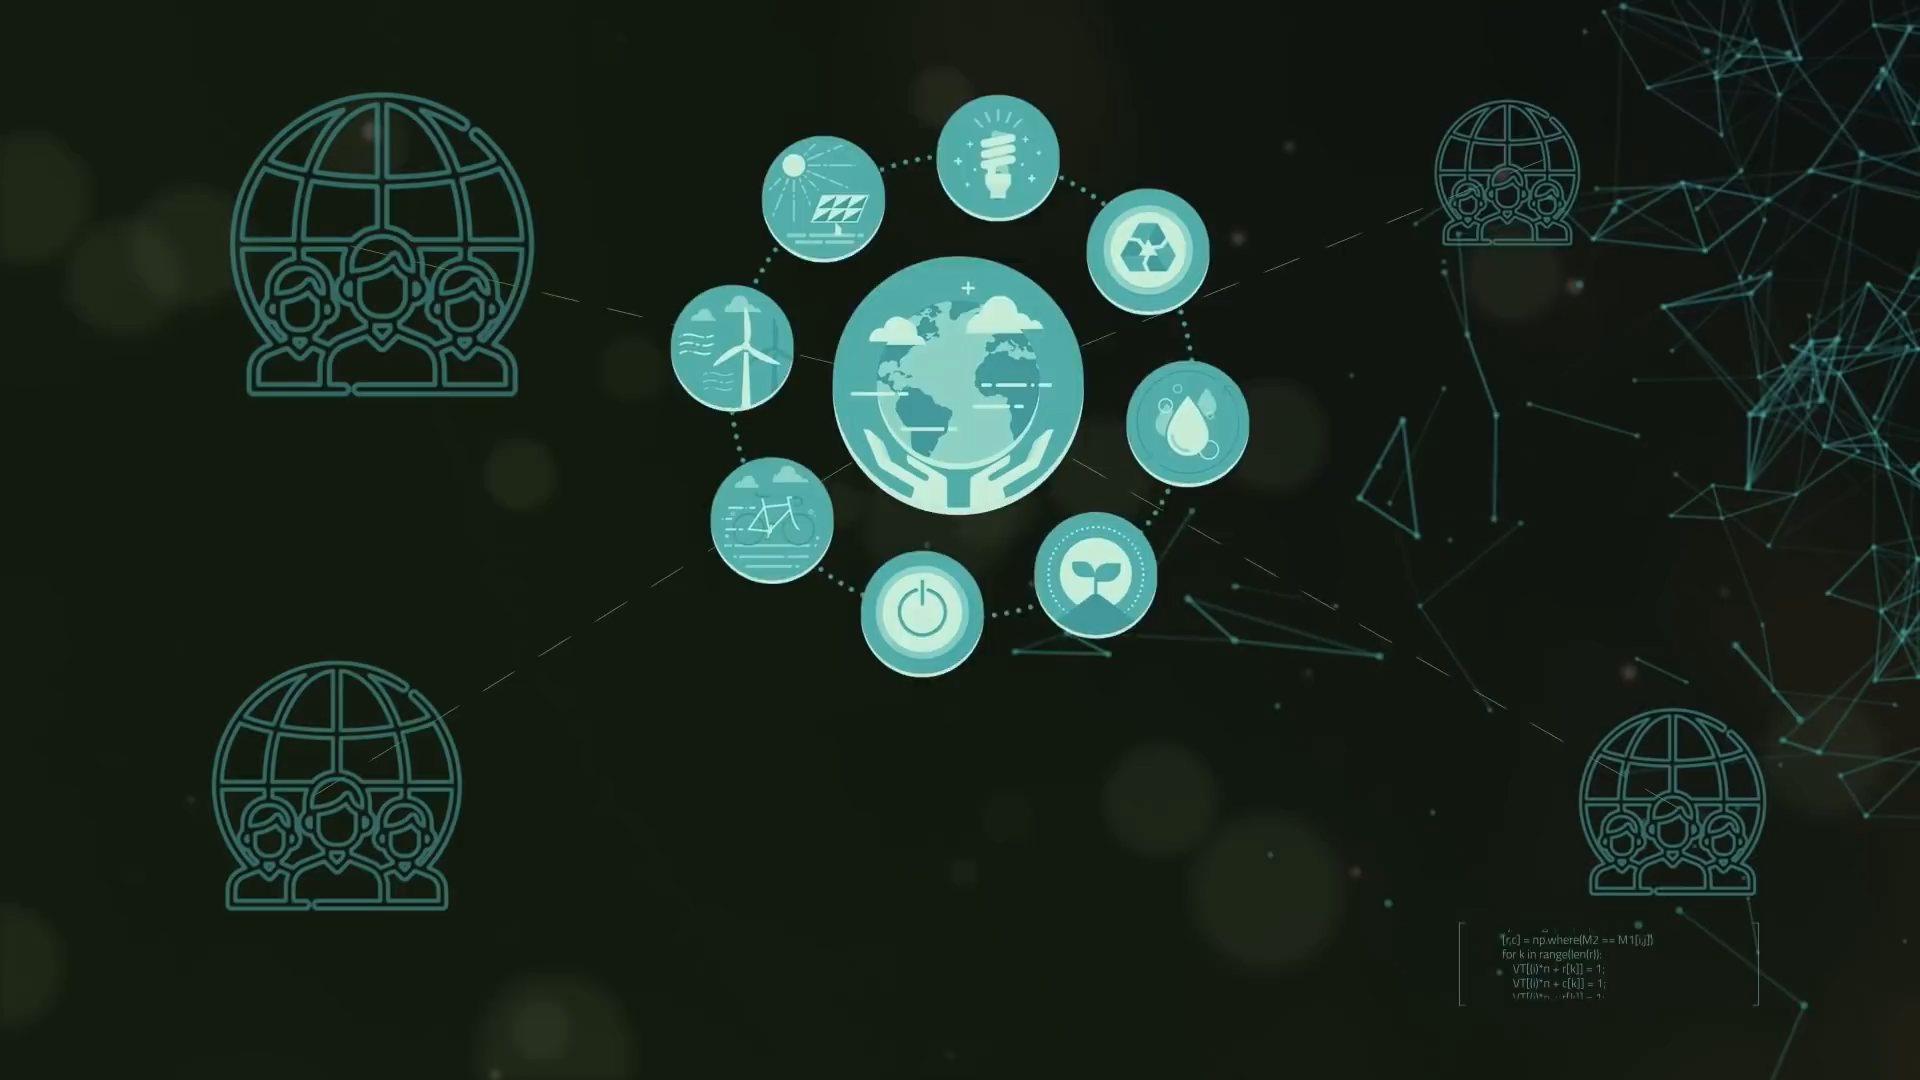 [r,c] = np.where(M2 == M1[i,j])
for k in range(len(r)):
VT[(i)*n + r[k]] = 1;
VT[(i)*n + c[k]] = 1;